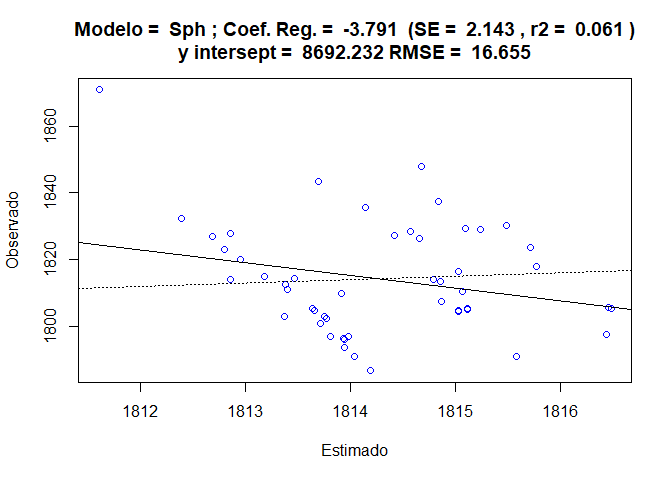 Modelo = Sph ; Coef. Reg. = -3.791 (SE = 2.143 , r2 = 0.061 )
y intersept = 8692.232 RMSE = 16.655
1860
1840
1820
1800
Observado
1812 1813 1814 1815 1816
Estimado